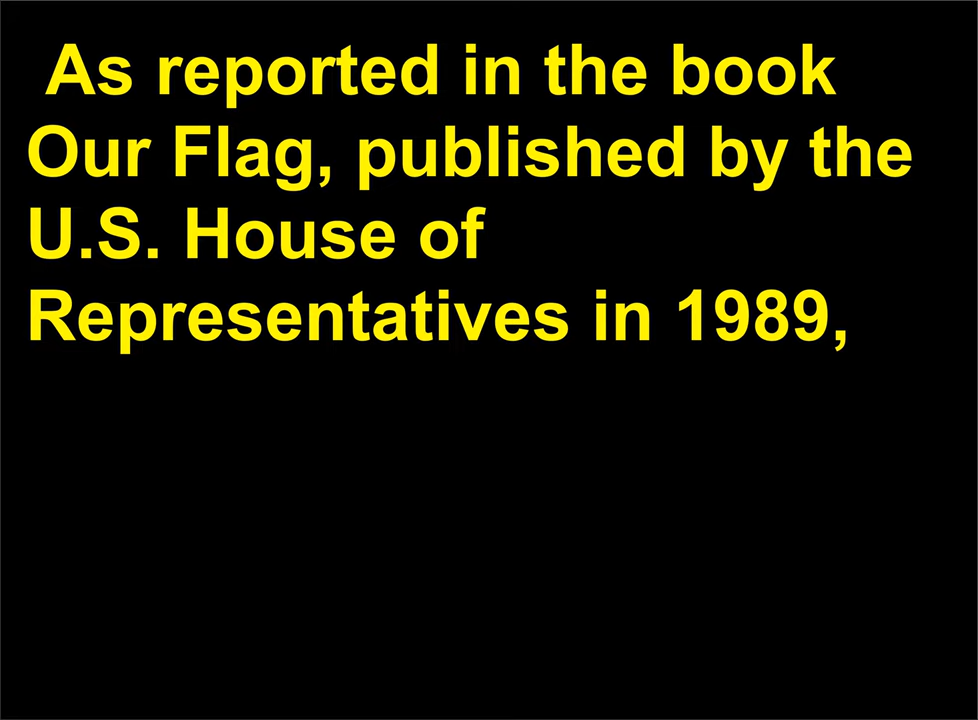 As reported in the book
Our Flag, published by the
U.S. House of
Representatives in 1989,